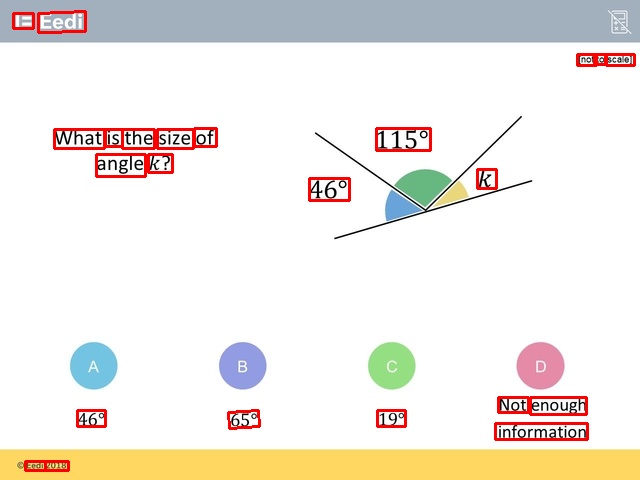 Eedi
[not to scale]
What is the size of
angle k?
115°
46°
k
A
B
C
D
46°
65°
19°
Not enough
information
© Eedi 2018